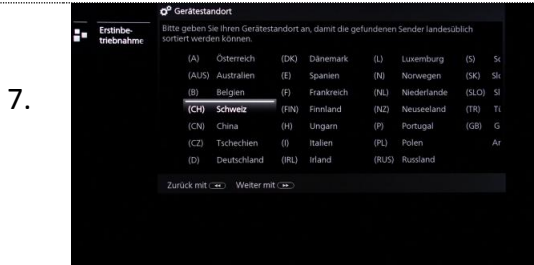 7.
Erstinbe-
triebnahme
Gerätestandort
Bitte geben Sie Ihren Gerätestandort an, damit die gefundenen Sender landesüblich
sortiert werden können.
(A) Österreich (DK) Dänemark (L) Luxemburg (S)
(AUS) Australien (E) Spanien (N) Norwegen (SK)
(B) Belgien (F) Frankreich (NL) Niederlande (SLO)
(CH) Schweiz (FIN) Finnland (NZ) Neuseeland (TR)
(CN) China (H) Ungarn (P) Portugal (GB) G
(CZ) Tschechien (I) Italien (PL) Polen
(D) Deutschland (IRL) Irland (RUS) Russland
Zurück mit Weiter mit